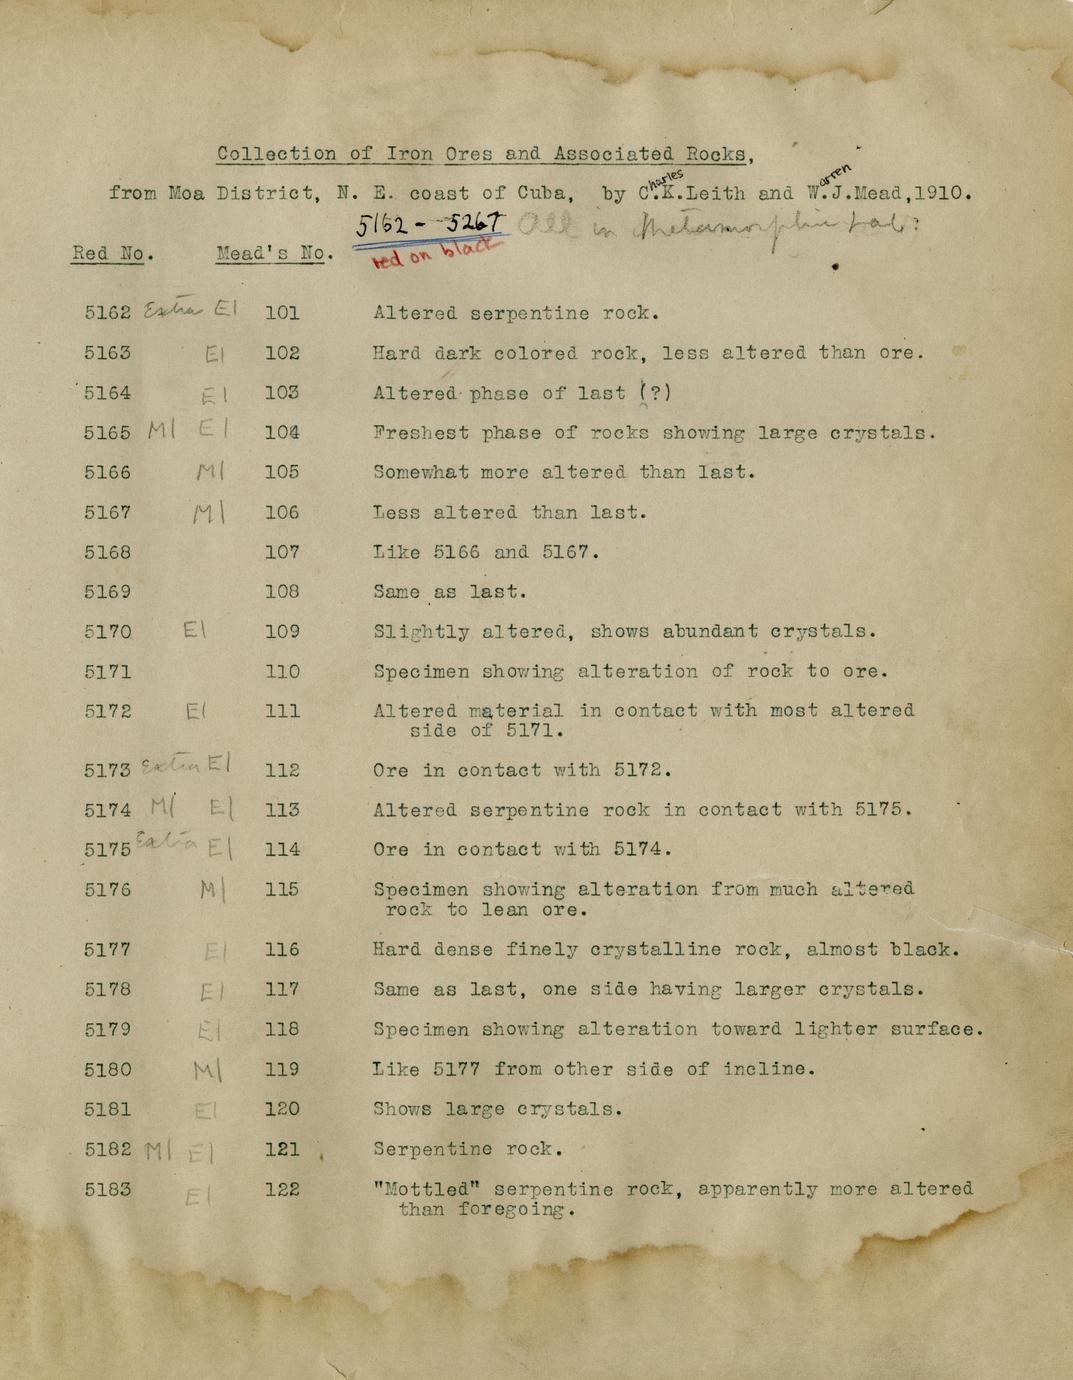 Collection of Iron Ores and Associated Rocks,
harles arren
from Moa District, N. E. coast of Cuba, by C.K.Leith and W.J.Mead,1910.
5162 - 5267 All in Metamorphic Lab?
Red No. Mead's No. red on black
5162 Extra E1 101 Altered serpentine rock.
5163 E1 102 Hard dark colored rock, less altered than ore.
5164 E1 103 Altered phase of last (?)
5165 M1 E1 104 Freshest phase of rocks showing large crystals.
5166 M1 105 Somewhat more altered than last.
5167 M1 106 Less altered than last.
5168 107 Like 5166 and 5167.
5169 108 Same as last.
5170 E1 109 Slightly altered, shows abundant crystals.
5171 110 Specimen showing alteration of rock to ore.
5172 E1 111 Altered material in contact with most altered
side of 5171.
5173 Extra E1 112 Ore in contact with 5172.
5174 M1 E1 113 Altered serpentine rock in contact with 5175.
5175 Extra E1 114 Ore in contact with 5174.
5176 M1 115 Specimen showing alteration from much altered
rock to lean ore.
5177 E1 116 Hard dense finely crystalline rock, almost black.
5178 E1 117 Same as last, one side having larger crystals.
5179 E1 118 Specimen showing alteration toward lighter surface.
5180 M1 119 Like 5177 from other side of incline.
5181 E1 120 Shows large crystals.
5182 M1 E1 121 Serpentine rock.
5183 E1 122 "Mottled" serpentine rock, apparently more altered
than foregoing.